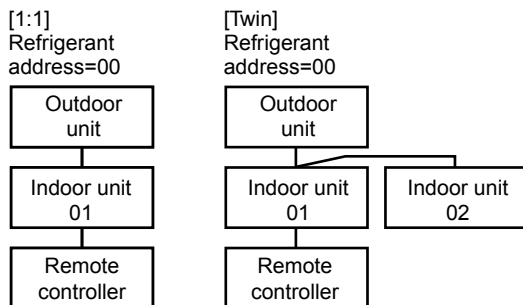 [1:1]
Refrigerant
address=00
Outdoor
unit
Indoor unit
01
Remote
controller
[Twin]
Refrigerant
address=00
Outdoor
unit
Indoor unit
01
Indoor unit
02
Remote
controller